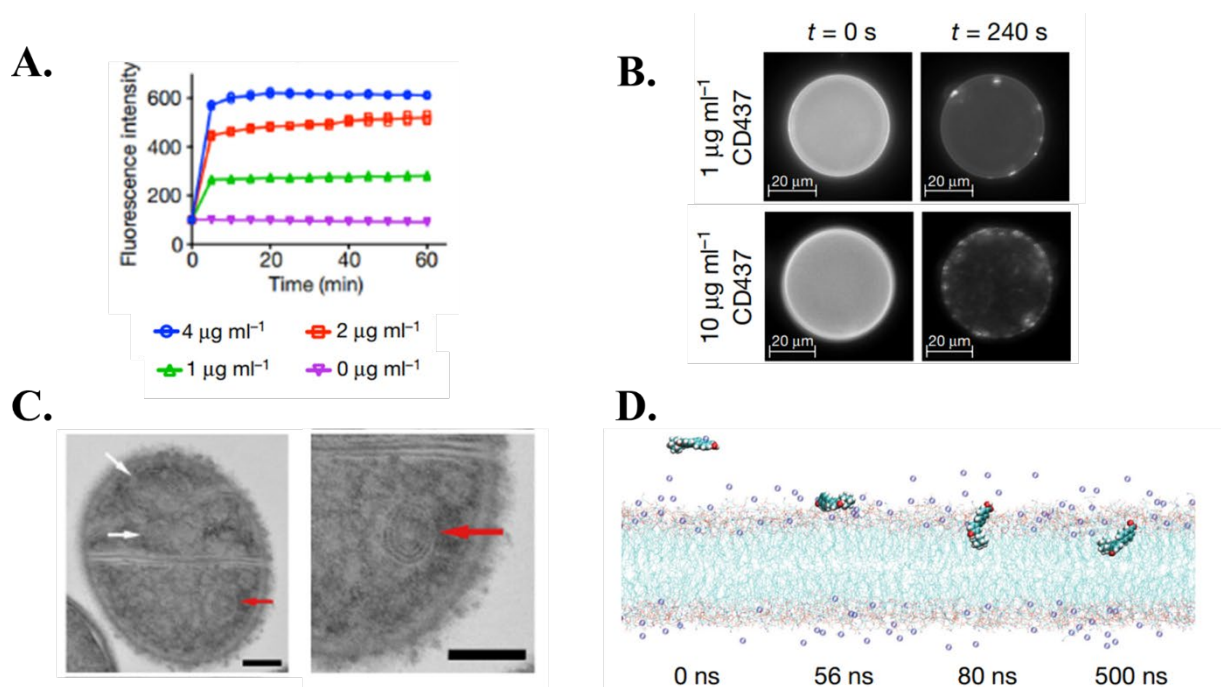 A.
Fluorescence intensity
600
400
200
0
0 20 40 60
Time (min)
4 μg ml⁻¹ 2 μg ml⁻¹
1 μg ml⁻¹ 0 μg ml⁻¹
B.
t = 0 s t = 240 s
1 μg ml⁻¹
CD437
20 μm 20 μm
10 μg ml⁻¹
CD437
20 μm 20 μm
C.
D.
0 ns 56 ns 80 ns 500 ns